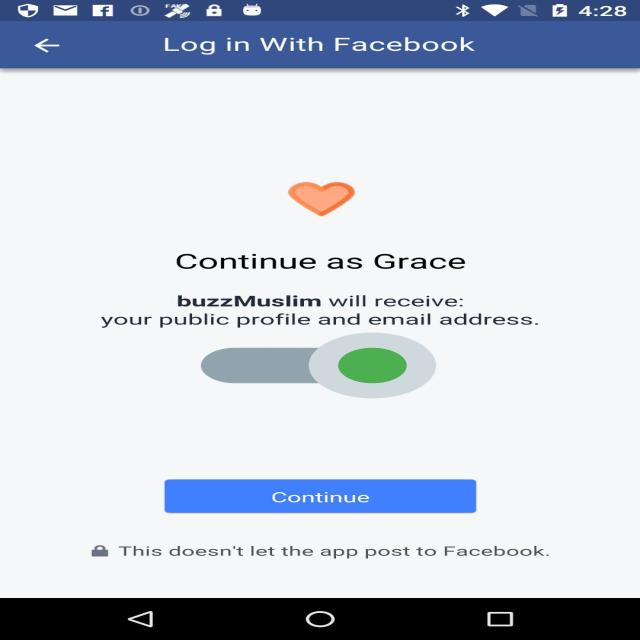 4:28
Log in With Facebook
Continue as Grace
buzzMuslim will receive:
your public profile and email address.
Continue
This doesn't let the app post to Facebook.